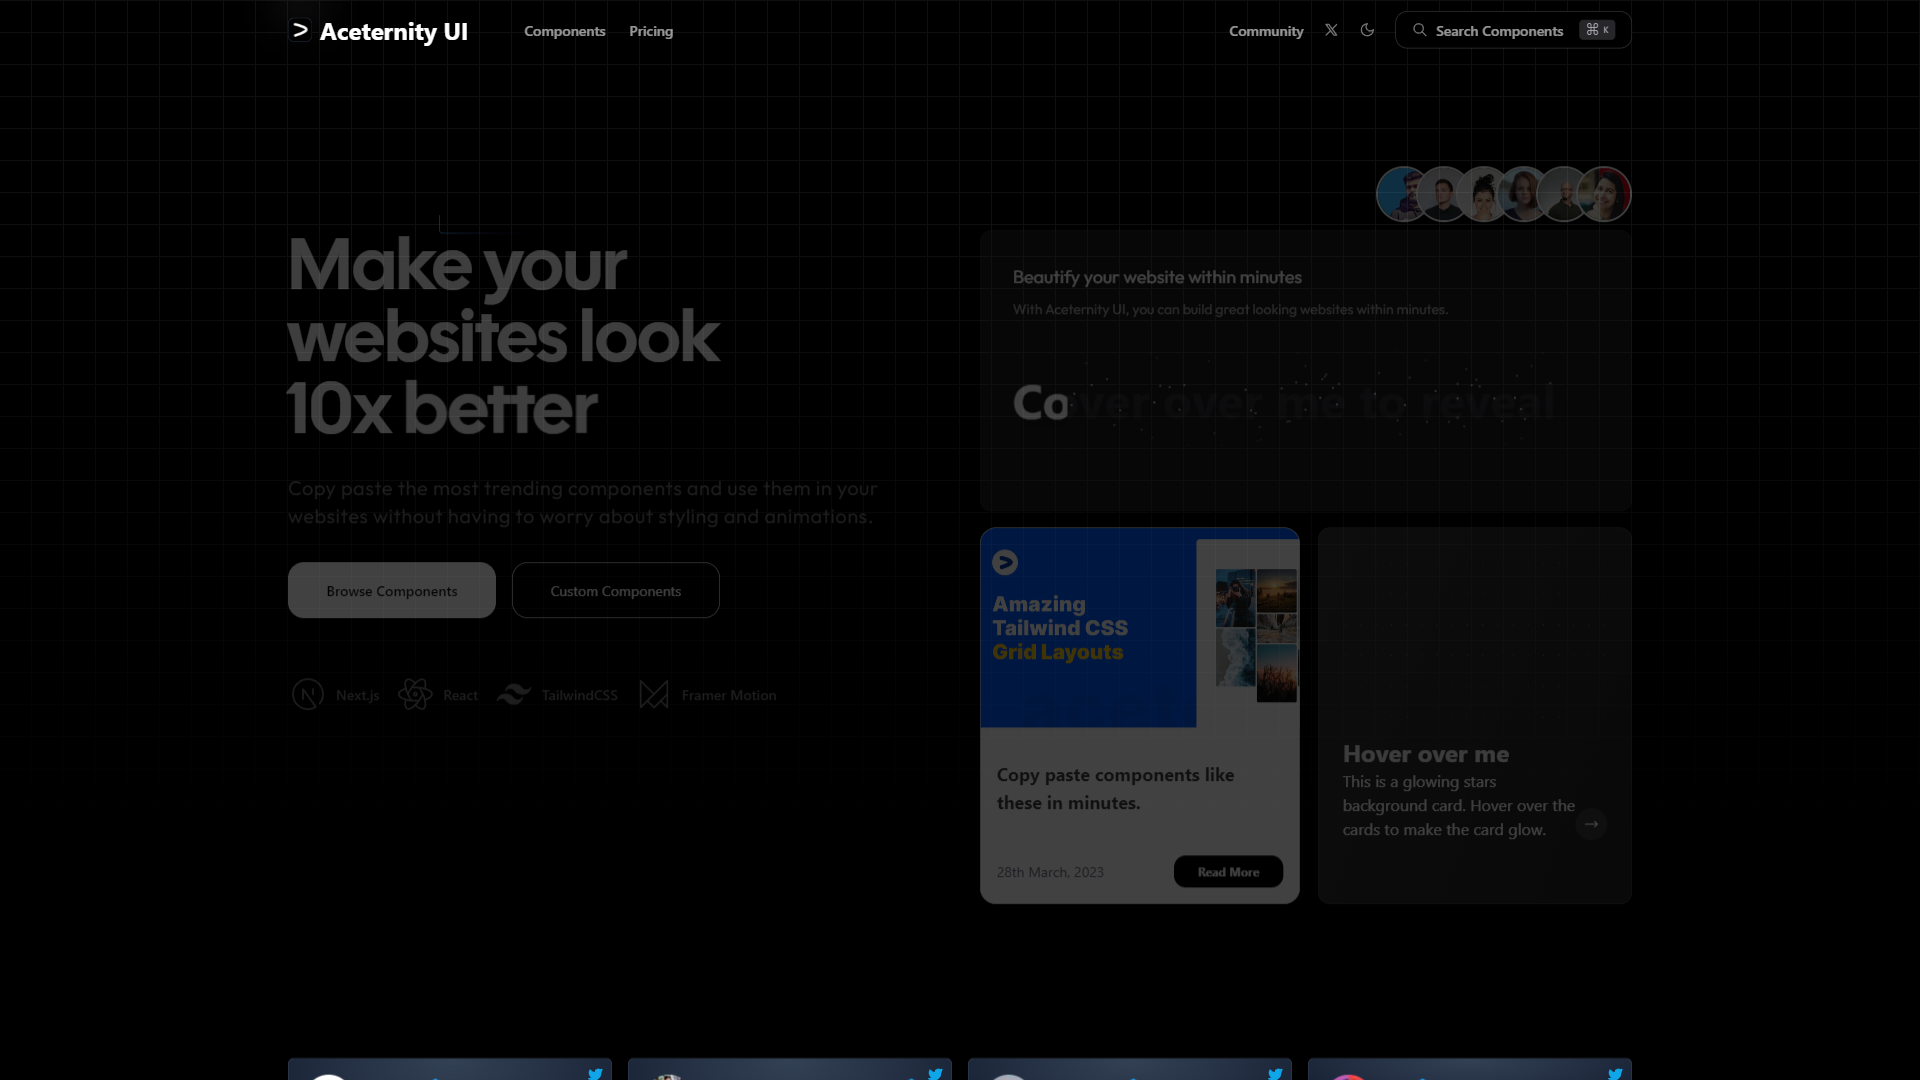 Aceternity UI
Components
Pricing
Community
Search Components
⌘ K
Make your
websites look
10x better
Copy paste the most trending components and use them in your
websites without having to worry about styling and animations.
Browse Components
Custom Components
Next.js
React
TailwindCSS
Framer Motion
Beautify your website within minutes
With Aceternity UI, you can build great looking websites within minutes.
Cover over me to reveal
Amazing
Tailwind CSS
Grid Layouts
Copy paste components like
these in minutes.
28th March, 2023
Read More
Hover over me
This is a glowing stars
background card. Hover over the
cards to make the card glow.
→